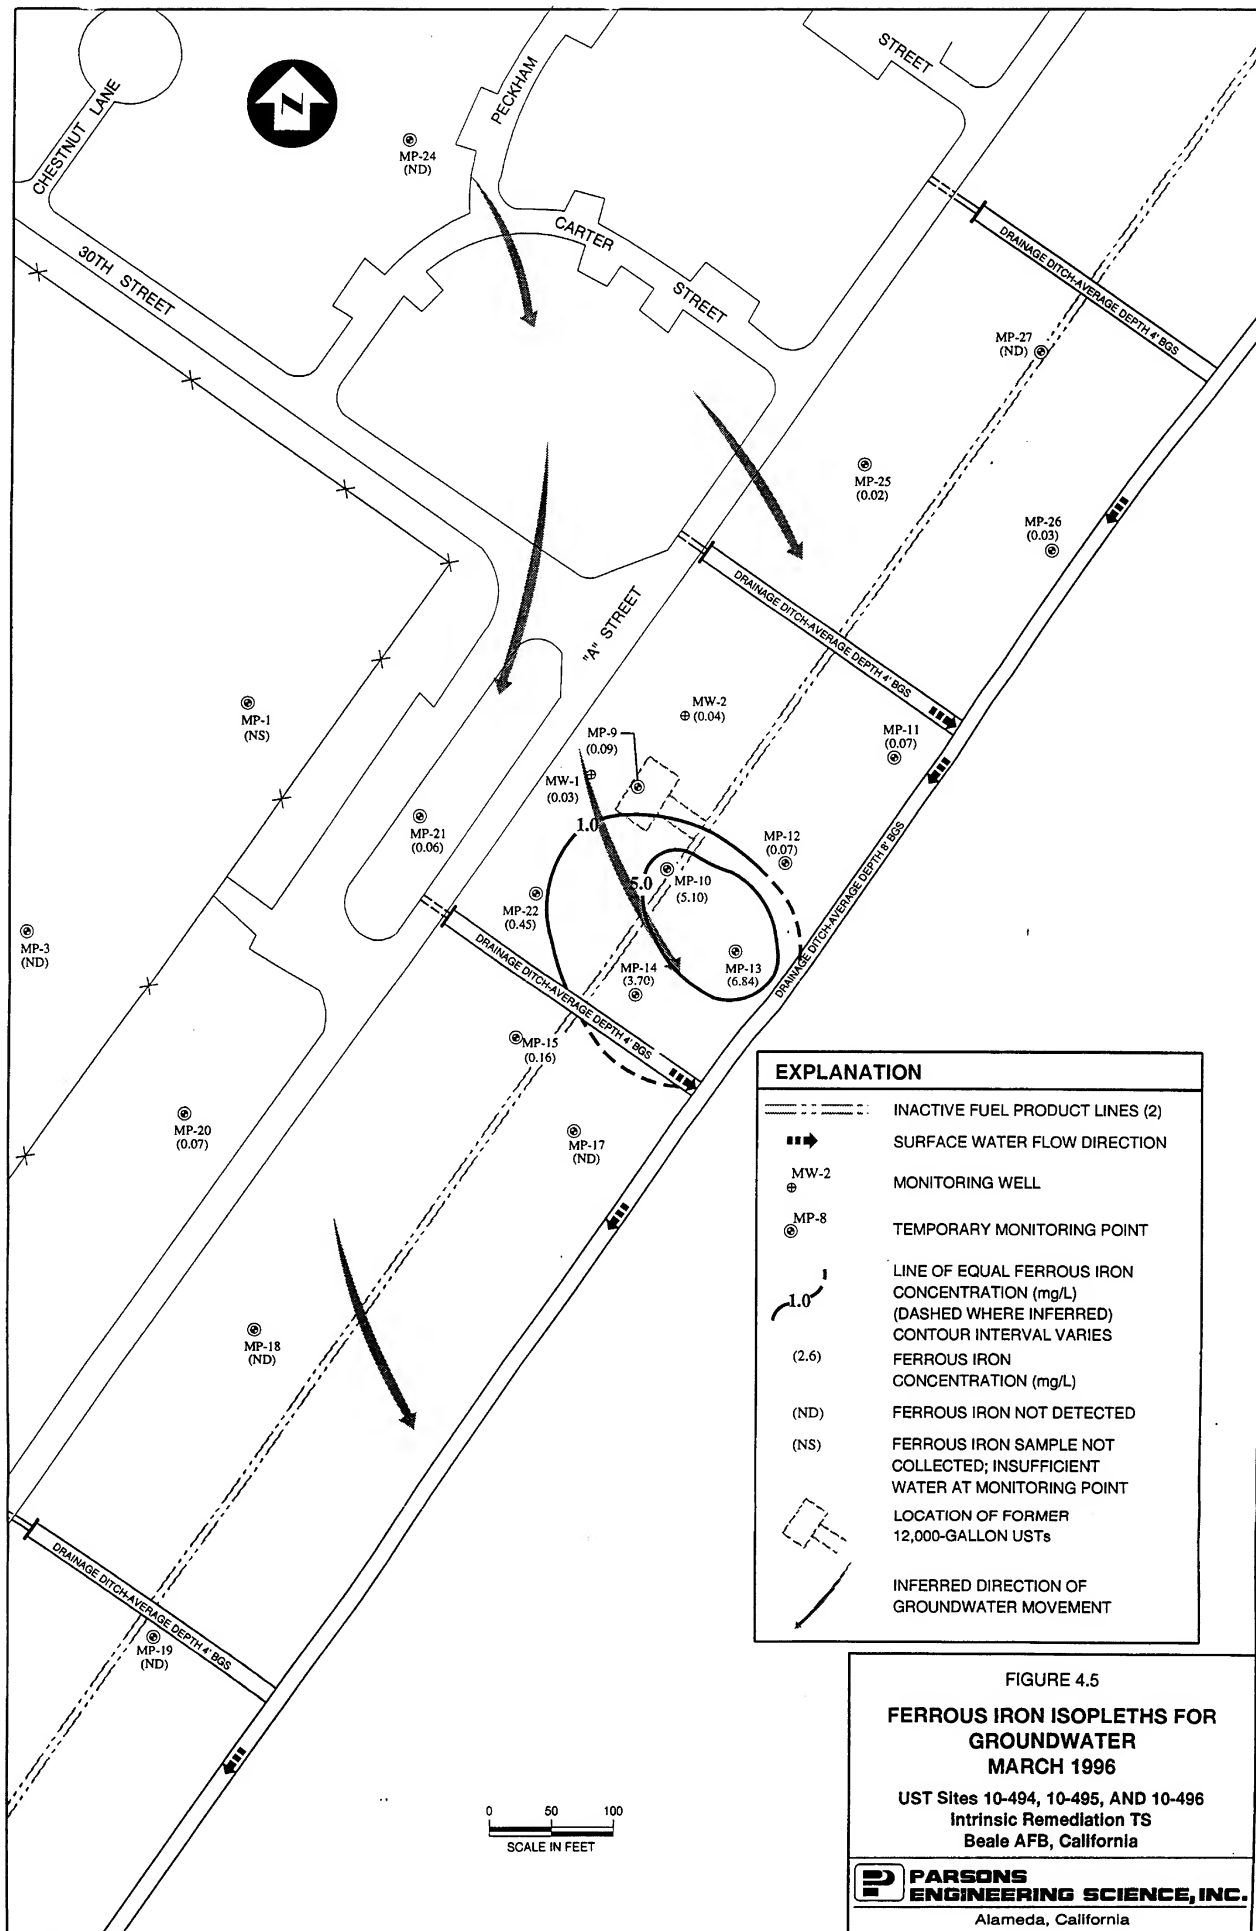 STREET
PECKHAM
CHESTNUT LANE
N
MP-24
(ND)
CARTER
STREET
30TH STREET
DRAINAGE DITCH-AVERAGE DEPTH 4' BGS
MP-27
(ND)
MP-25
(0.02)
MP-26
(0.03)
DRAINAGE DITCH-AVERAGE DEPTH 4' BGS
"A" STREET
MP-1
(NS)
MW-2
(0.04)
MP-9
(0.09)
MP-11
(0.07)
MW-1
(0.03)
1.0
MP-21
(0.06)
MP-12
(0.07)
5.0
MP-10
(5.10)
MP-22
(0.45)
DRAINAGE DITCH-AVERAGE DEPTH 8' BGS
MP-3
(ND)
DRAINAGE DITCH-AVERAGE DEPTH 4' BGS
MP-14
(3.70)
MP-13
(6.84)
MP-15
(0.16)
MP-20
(0.07)
MP-17
(ND)
MP-18
(ND)
DRAINAGE DITCH-AVERAGE DEPTH 4' BGS
MP-19
(ND)
EXPLANATION
INACTIVE FUEL PRODUCT LINES (2)
SURFACE WATER FLOW DIRECTION
MW-2
MONITORING WELL
MP-8
TEMPORARY MONITORING POINT
1.0
LINE OF EQUAL FERROUS IRON
CONCENTRATION (mg/L)
(DASHED WHERE INFERRED)
CONTOUR INTERVAL VARIES
(2.6)
FERROUS IRON
CONCENTRATION (mg/L)
(ND)
FERROUS IRON NOT DETECTED
(NS)
FERROUS IRON SAMPLE NOT
COLLECTED; INSUFFICIENT
WATER AT MONITORING POINT
LOCATION OF FORMER
12,000-GALLON USTs
INFERRED DIRECTION OF
GROUNDWATER MOVEMENT
0 50 100
SCALE IN FEET
FIGURE 4.5
FERROUS IRON ISOPLETHS FOR
GROUNDWATER
MARCH 1996
UST Sites 10-494, 10-495, AND 10-496
Intrinsic Remediation TS
Beale AFB, California
PARSONS
ENGINEERING SCIENCE, INC.
Alameda, California